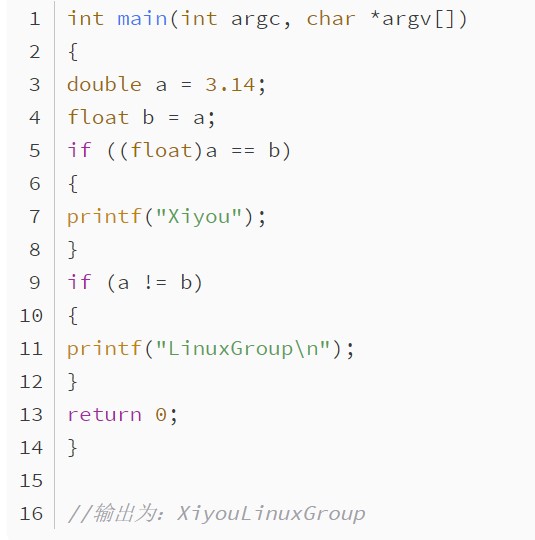 1 int main(int argc, char *argv[])
2 {
3 double a = 3.14;
4 float b = a;
5 if ((float)a == b)
6 {
7 printf("Xiyou");
8 }
9 if (a != b)
10 {
11 printf("LinuxGroup\n");
12 }
13 return 0;
14 }
15
16 //输出为：XiyouLinuxGroup